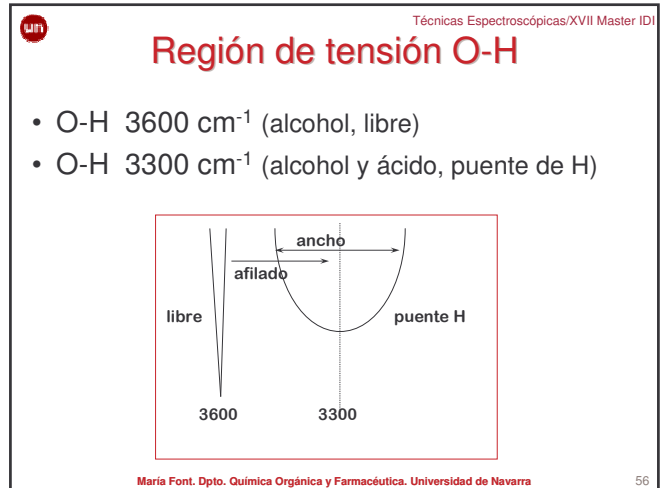 un
Técnicas Espectroscópicas/XVII Master IDI
Región de tensión O-H
• O-H 3600 cm-1 (alcohol, libre)
• O-H 3300 cm-1 (alcohol y ácido, puente de H)
ancho
afilado
libre
puente H
3600
3300
María Font. Dpto. Química Orgánica y Farmacéutica. Universidad de Navarra
56